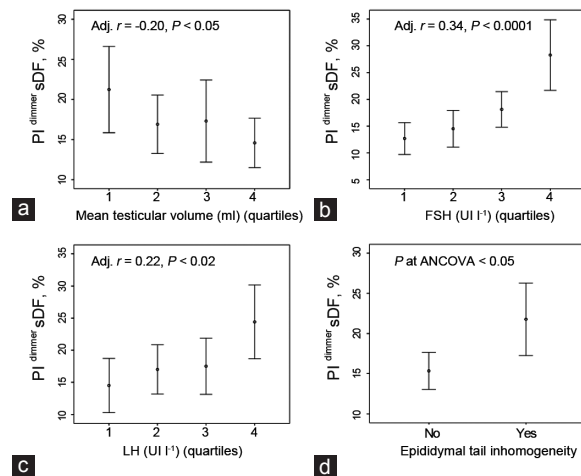 Adj. r = -0.20, P < 0.05
PI dimmer sDF, %
30
25
20
15
10
1 2 3 4
Mean testicular volume (ml) (quartiles)
a
Adj. r = 0.34, P < 0.0001
PI dimmer sDF, %
35
30
25
20
15
10
5
1 2 3 4
FSH (UI l-1) (quartiles)
b
Adj. r = 0.22, P < 0.02
PI dimmer sDF, %
35
30
25
20
15
10
1 2 3 4
LH (UI l-1) (quartiles)
c
P at ANCOVA < 0.05
PI dimmer sDF, %
30
25
20
15
10
No Yes
Epididymal tail inhomogeneity
d